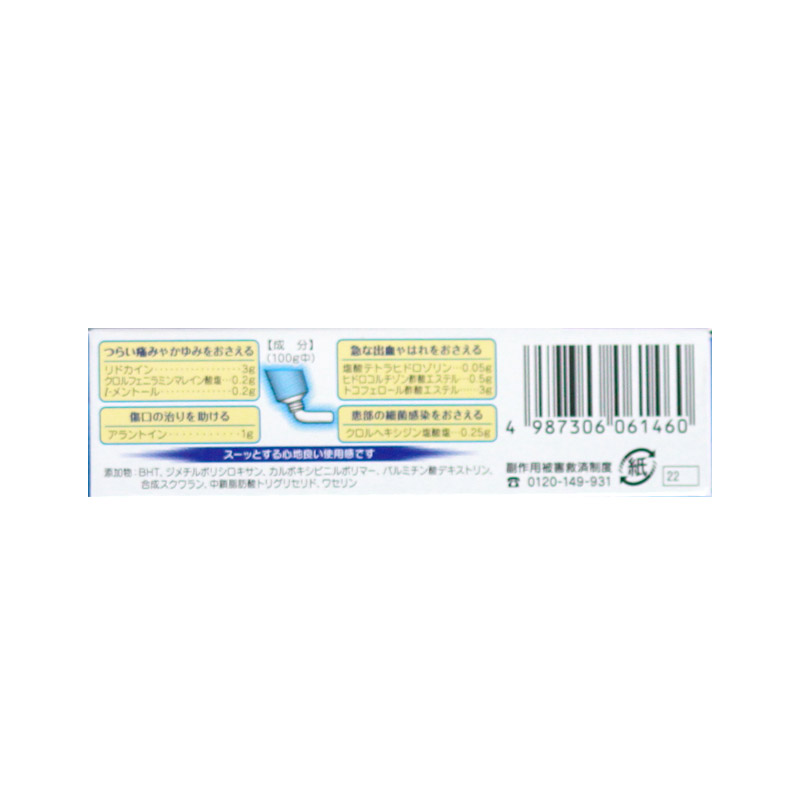 つらい痛みやかゆみをおさえる
リドカイン…………3g
クロルフェニラミンマレイン酸塩…0.2g
l-メントール…………0.2g
傷口の治りを助ける
アラントイン…………1g
【成 分】
(100g中)
急な出血やはれをおさえる
塩酸テトラヒドロゾリン…0.05g
ヒドロコルチゾン酢酸エステル…0.5g
トコフェロール酢酸エステル…3g
患部の細菌感染をおさえる
クロルヘキシジン塩酸塩…0.25g
スーッとする心地良い使用感です
添加物:BHT、ジメチルポリシロキサン、カルボキシビニルポリマー、パルミチン酸デキストリン、
合成スクワラン、中鎖脂肪酸トリグリセリド、ワセリン
4 987306 061460
副作用被害救済制度
☎ 0120-149-931
紙
22